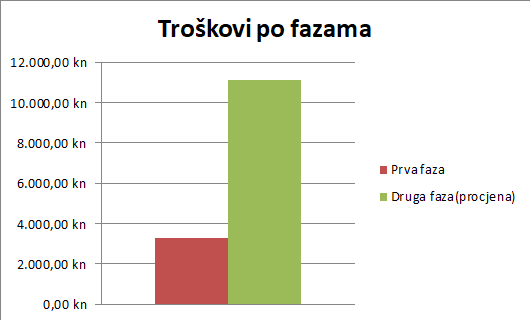 Troškovi po fazama
12.000,00 kn
10.000,00 kn
8.000,00 kn
6.000,00 kn
4.000,00 kn
2.000,00 kn
0,00 kn
Prva faza
Druga faza(procjena)